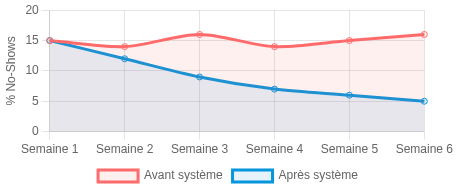 20
15
10
5
0
% No-Shows
Semaine 1 Semaine 2 Semaine 3 Semaine 4 Semaine 5 Semaine 6
Avant système Après système